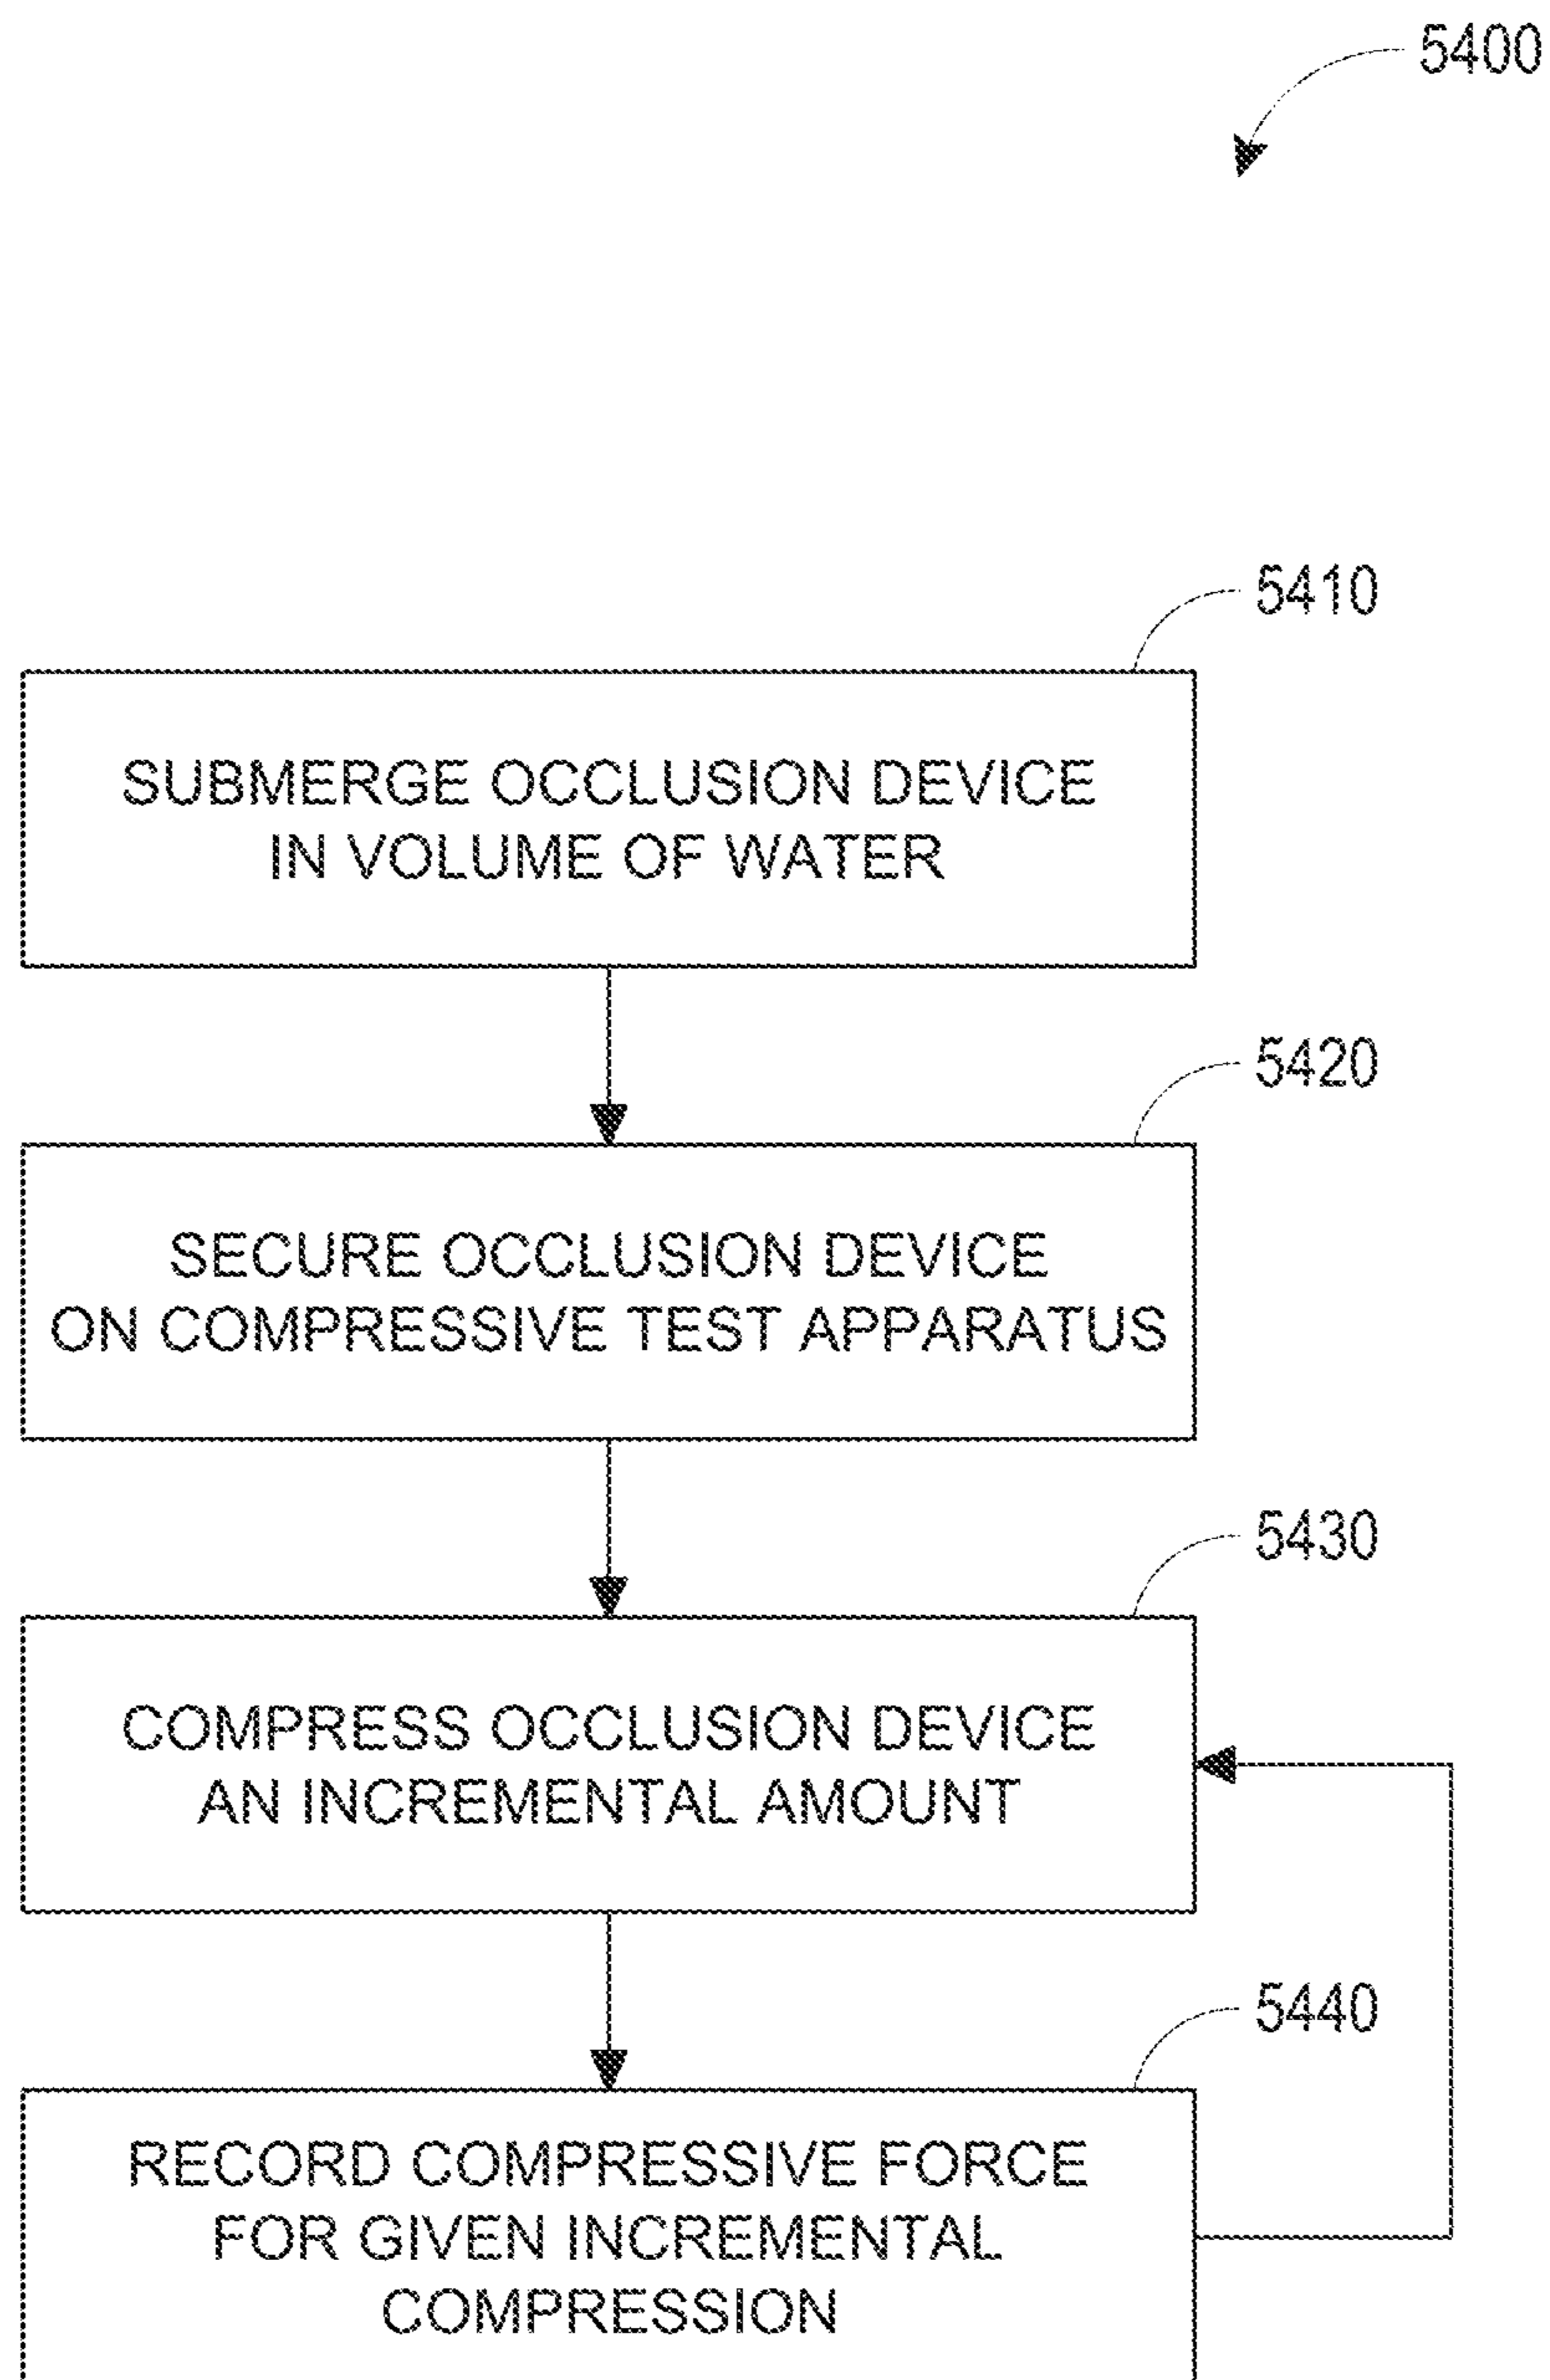 5400
5410
SUBMERGE OCCLUSION DEVICE
IN VOLUME OF WATER
5420
SECURE OCCLUSION DEVICE
ON COMPRESSIVE TEST APPARATUS
5430
COMPRESS OCCLUSION DEVICE
AN INCREMENTAL AMOUNT
5440
RECORD COMPRESSIVE FORCE
FOR GIVEN INCREMENTAL
COMPRESSION